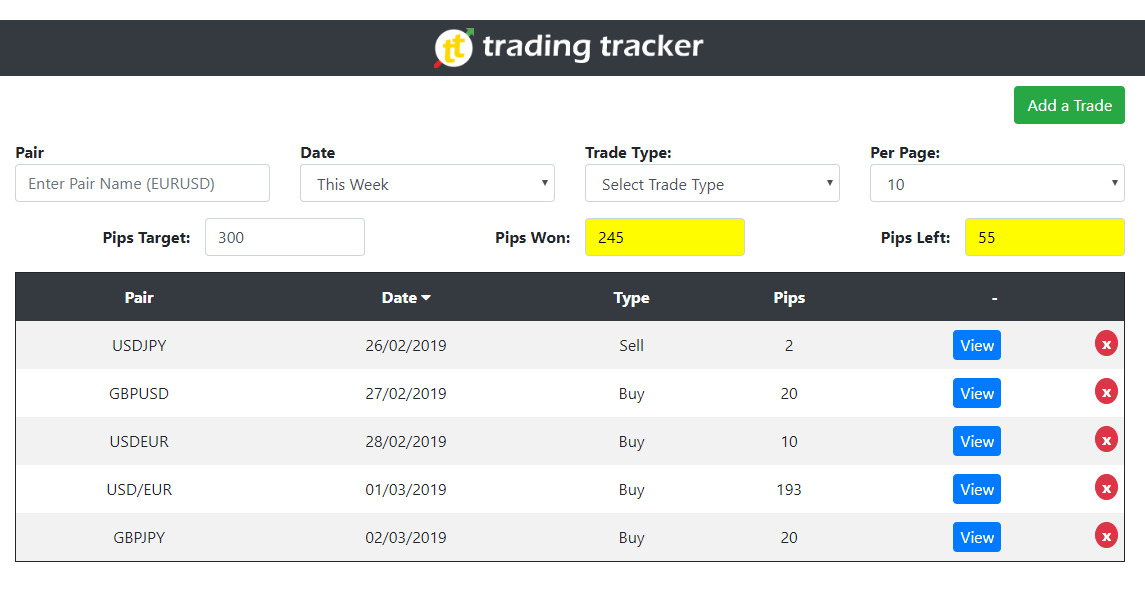 tt trading tracker
Add a Trade
Pair Date Trade Type: Per Page:
Enter Pair Name (EURUSD) This Week Select Trade Type 10
Pips Target: 300 Pips Won: 245 Pips Left: 55
Pair Date Type Pips -
USDJPY 26/02/2019 Sell 2 View x
GBPUSD 27/02/2019 Buy 20 View x
USDEUR 28/02/2019 Buy 10 View x
USD/EUR 01/03/2019 Buy 193 View x
GBPJPY 02/03/2019 Buy 20 View x